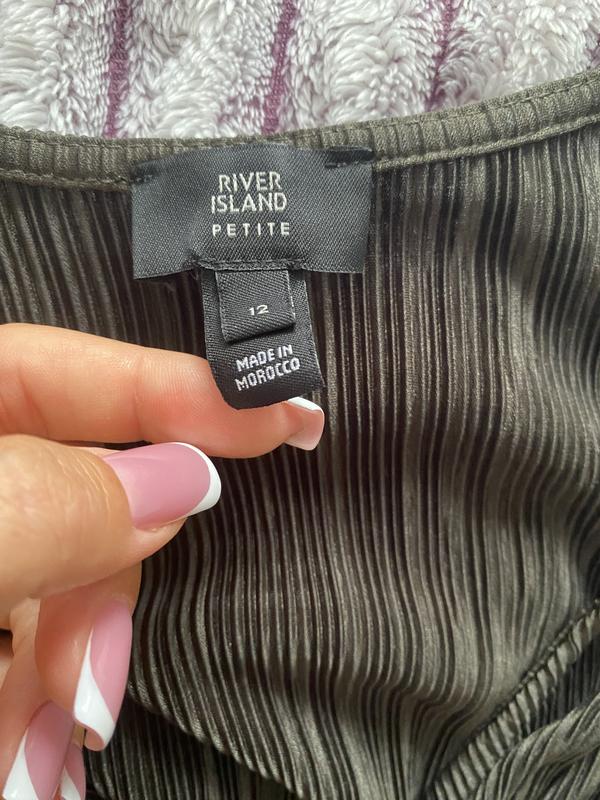 RIVER
ISLAND
PETITE
12
MADE IN
MOROCCO